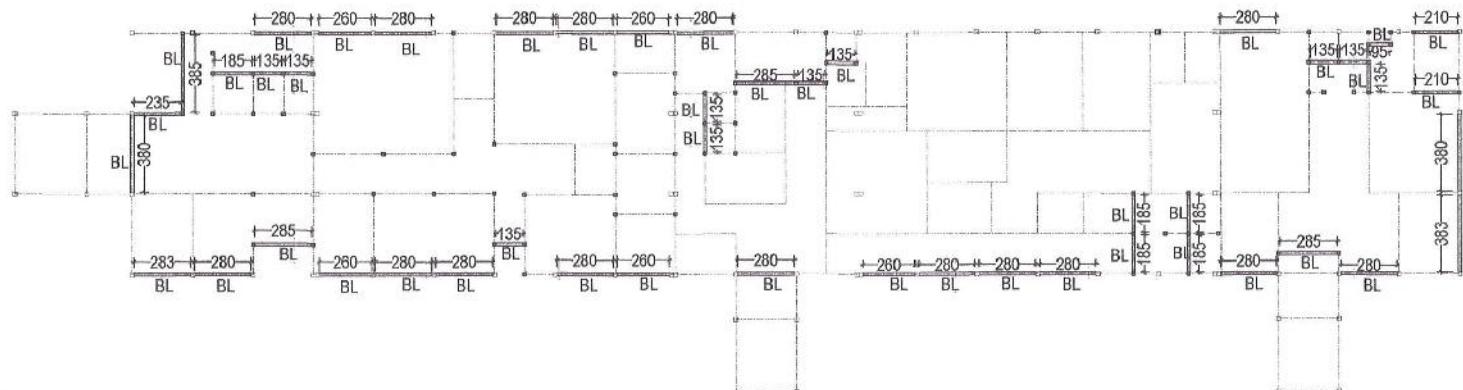 280 260 280 280 280 260 280 280 210
BL BL BL BL BL BL BL BL BL BL
BL 385 185 135 135 135 135 135 95
BL BL BL BL BL 135
285 135 210
BL BL BL
235 BL 135
BL BL 135
BL 380 380
185 185
BL BL
285 135 185 185 285 383
BL BL BL BL BL
283 280 260 280 280 280 260 280 260 280 280 280 280 280
BL BL BL BL BL BL BL BL BL BL BL BL BL BL